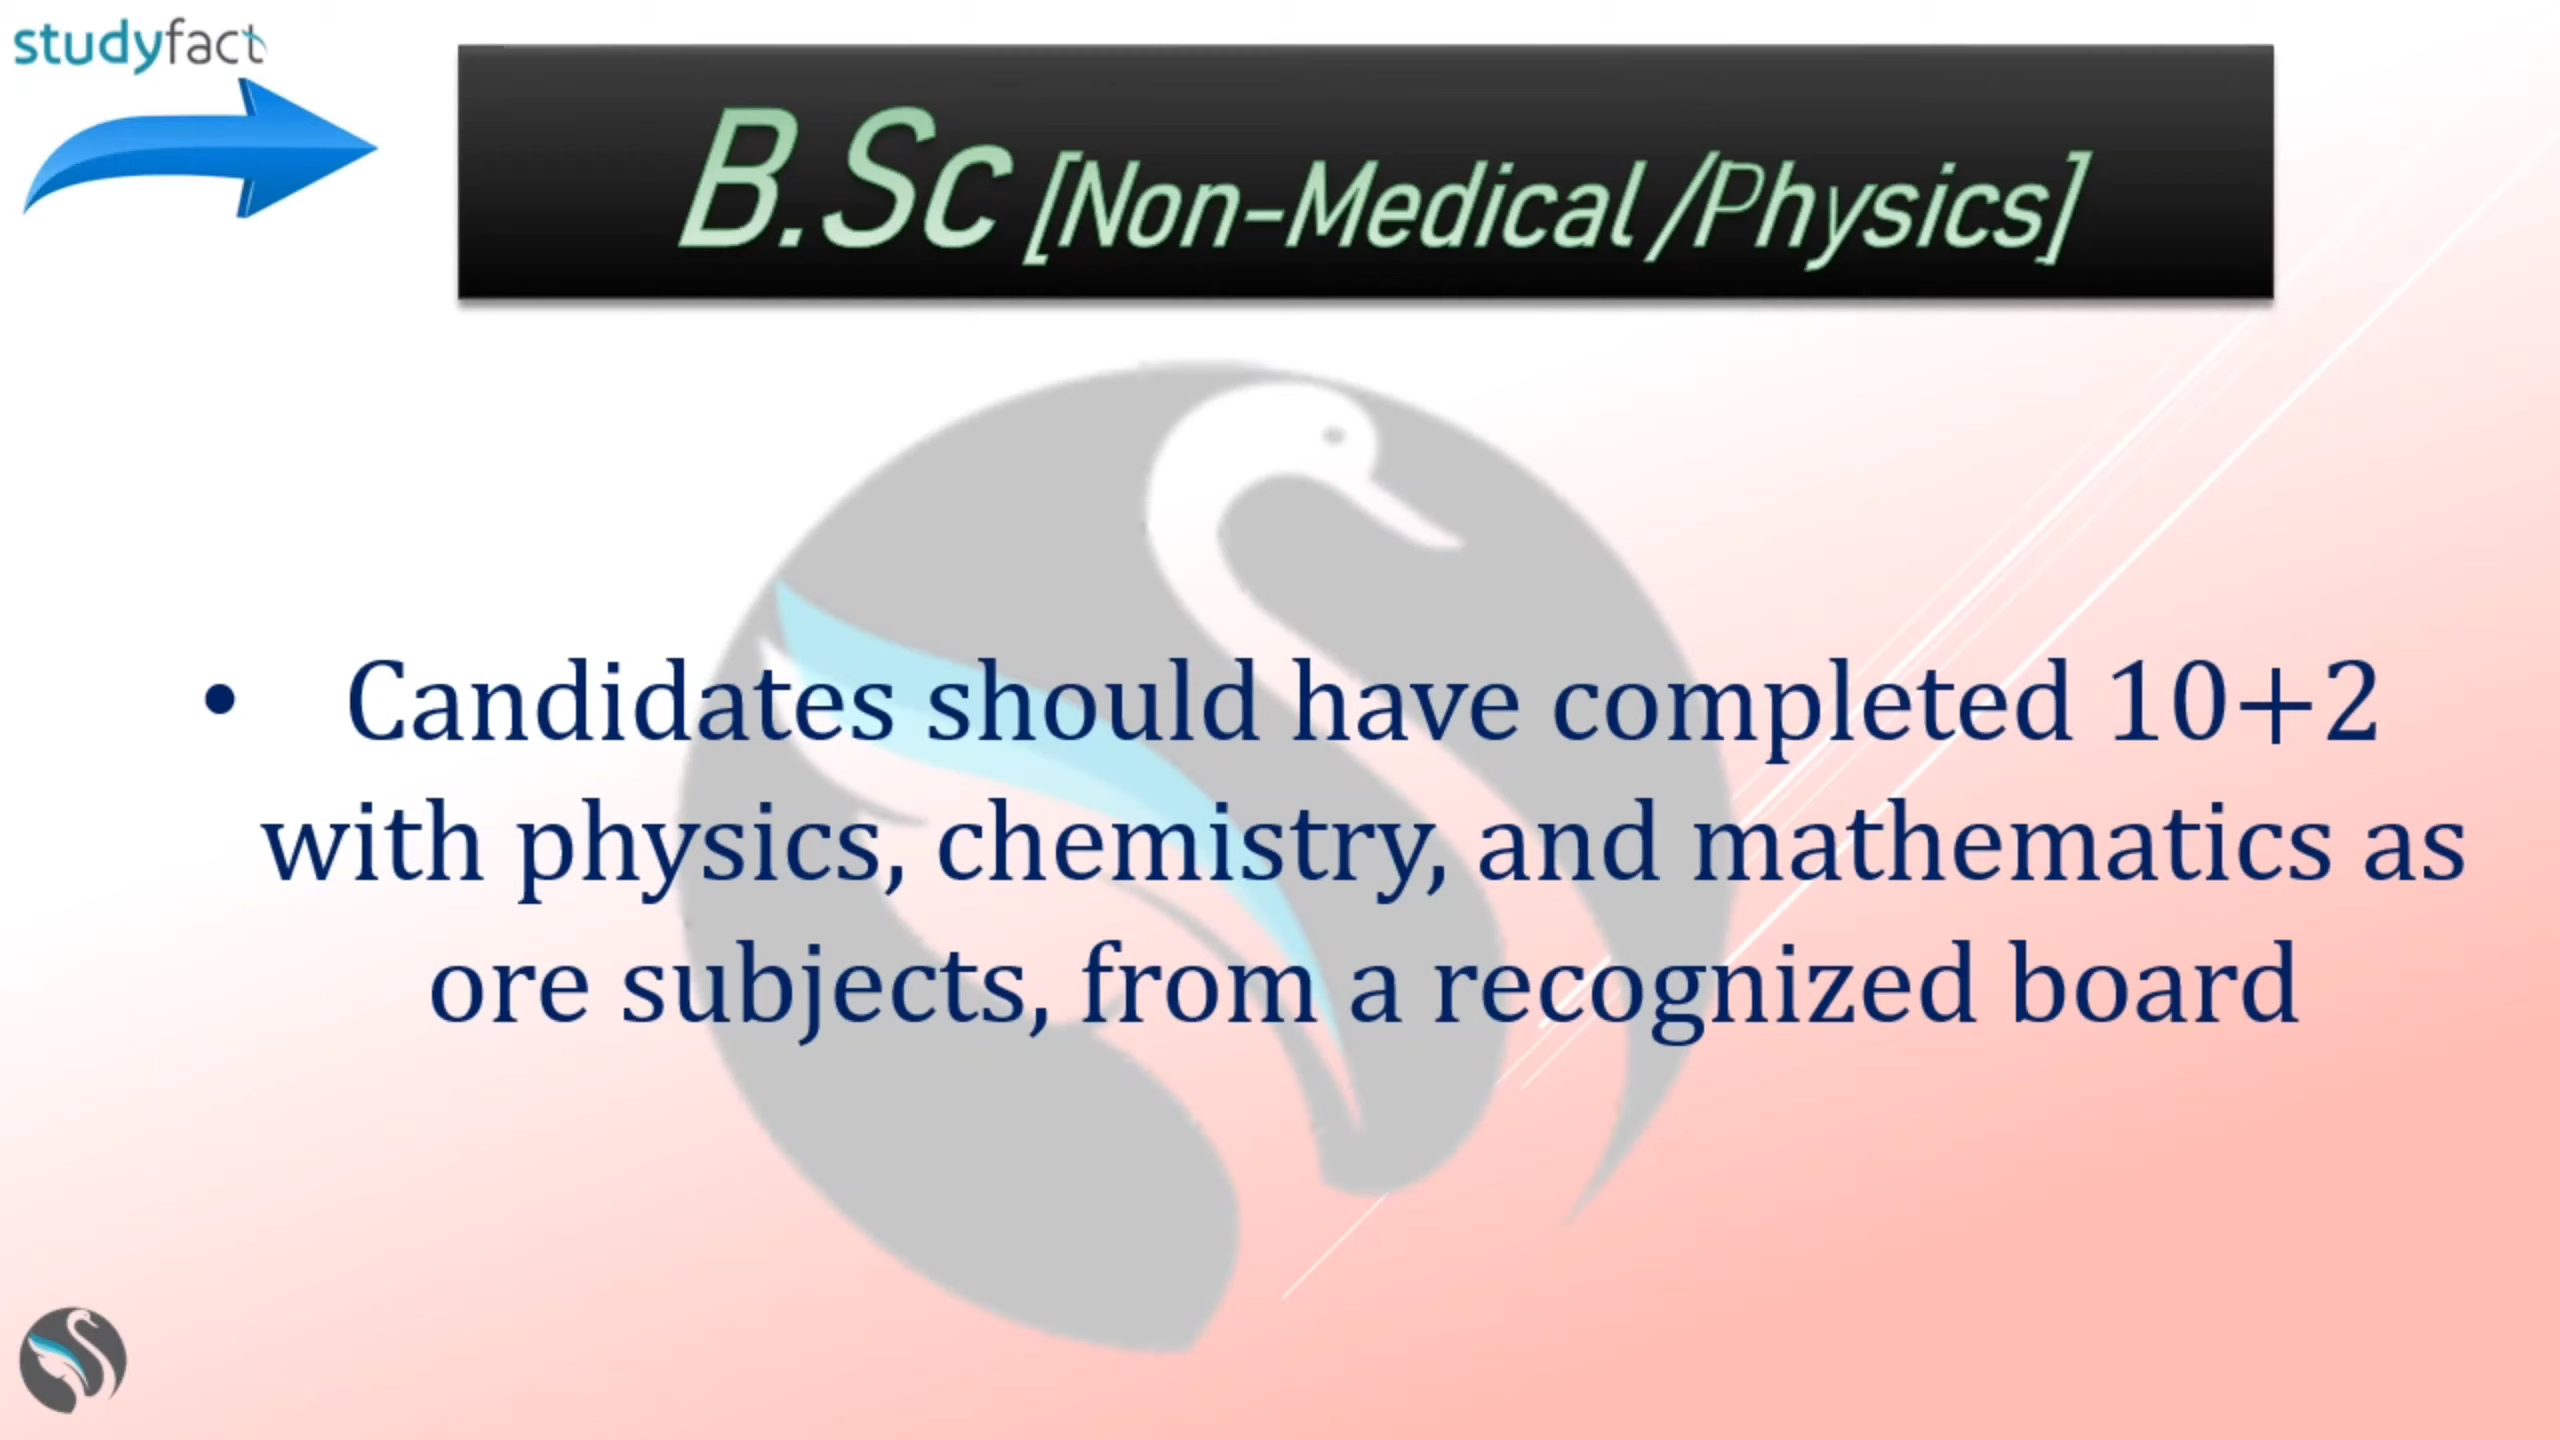 studyfact
B.Sc [Non-Medical /Physics]
• Candidates should have completed 10+2
with physics, chemistry, and mathematics as
ore subjects, from a recognized board